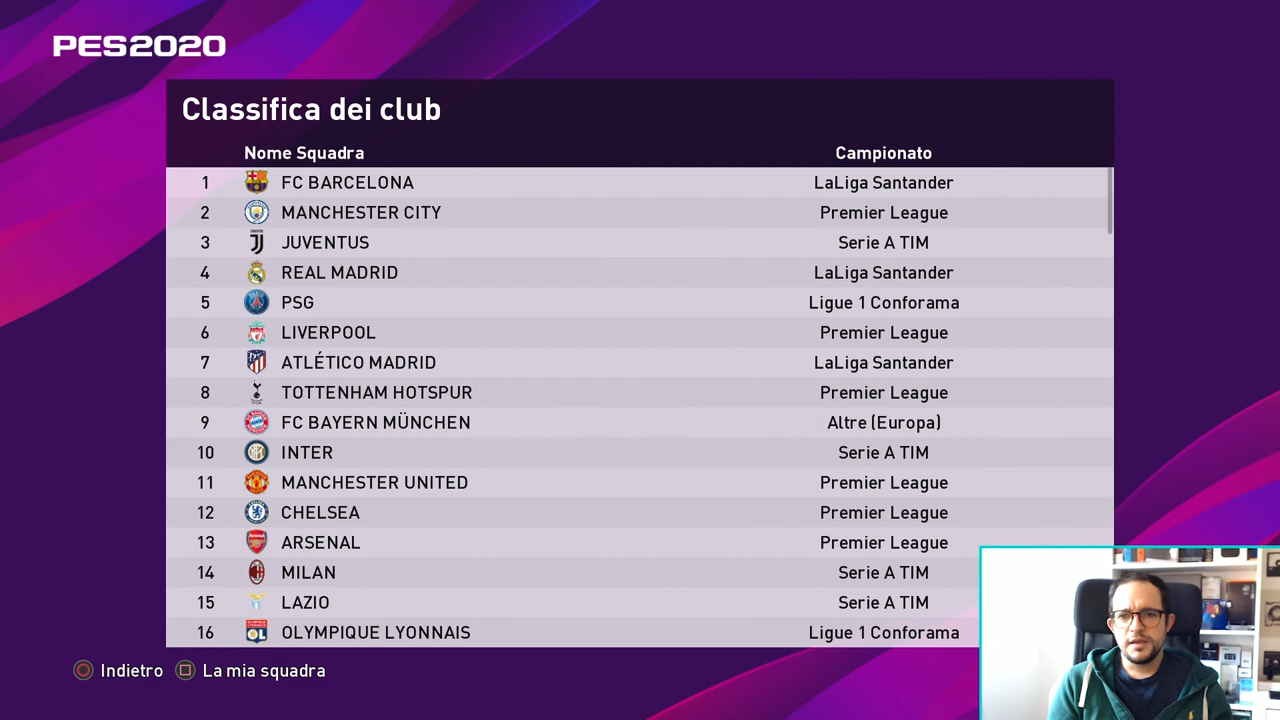 PES2020
Classifica dei club
Nome Squadra Campionato
1 FC BARCELONA LaLiga Santander
2 MANCHESTER CITY Premier League
3 JUVENTUS Serie A TIM
4 REAL MADRID LaLiga Santander
5 PSG Ligue 1 Conforama
6 LIVERPOOL Premier League
7 ATLÉTICO MADRID LaLiga Santander
8 TOTTENHAM HOTSPUR Premier League
9 FC BAYERN MÜNCHEN Altre (Europa)
10 INTER Serie A TIM
11 MANCHESTER UNITED Premier League
12 CHELSEA Premier League
13 ARSENAL Premier League
14 MILAN Serie A TIM
15 LAZIO Serie A TIM
16 OLYMPIQUE LYONNAIS Ligue 1 Conforama
Indietro La mia squadra